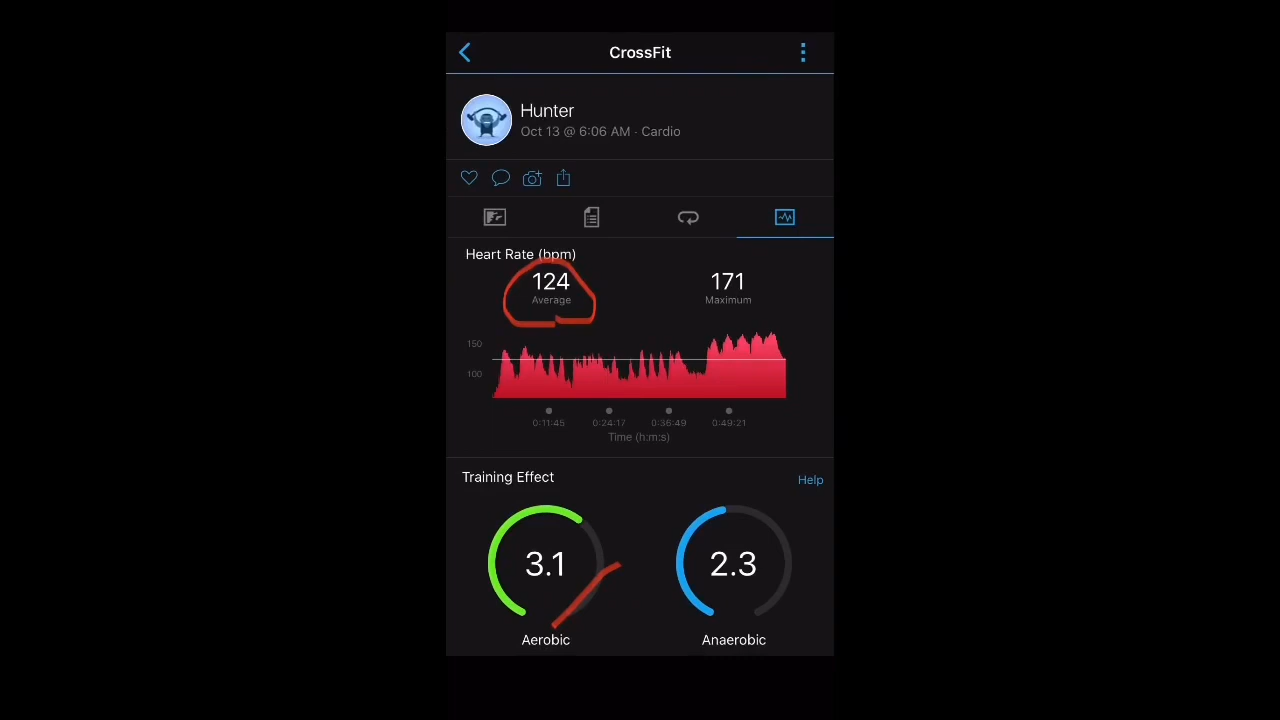 CrossFit
Hunter
Oct 13 @ 6:06 AM · Cardio
Heart Rate (bpm)
124 171
Average Maximum
150
100
0:11:45 0:24:17 0:36:49 0:49:21
Time (h:m:s)
Training Effect Help
3.1 2.3
Aerobic Anaerobic